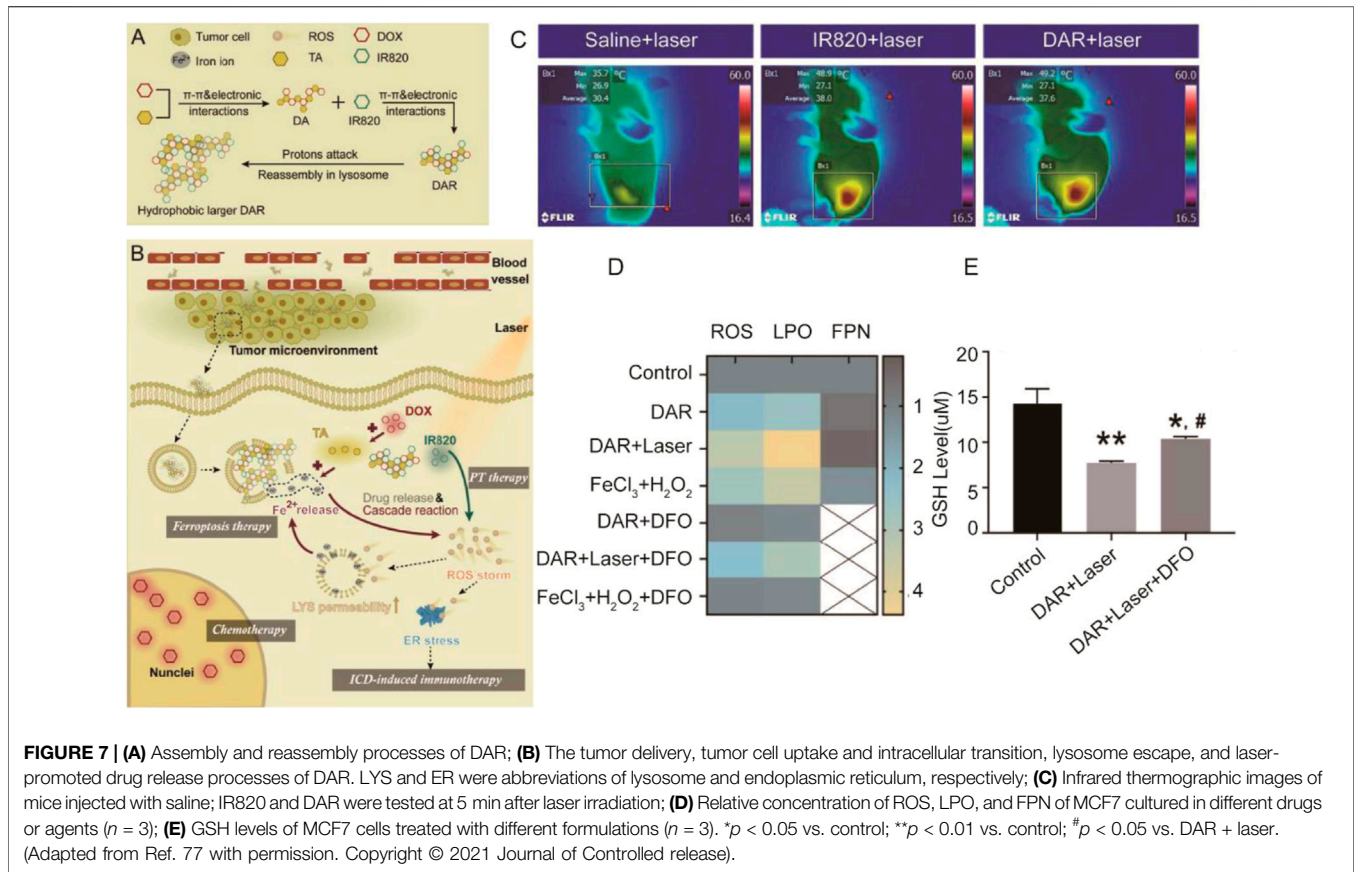 A
Tumor cell
ROS
DOX
Fe²⁺ Iron ion
TA
IR820
π-π&electronic
interactions
DA
+
IR820
π-π&electronic
interactions
Protons attack
Reassembly in lysosome
DAR
Hydrophobic larger DAR
B
Blood
vessel
Laser
Tumor microenvironment
DOX
TA
IR820
PT therapy
Drug release &
Cascade reaction
Fe²⁺release
Ferroptosis therapy
ROS storm
LYS permeability↑
ER stress
Chemotherapy
Nunclei
ICD-induced immunotherapy
C
Saline+laser
IR820+laser
DAR+laser
Bx1 Max 35.7 °C
Min 26.9
Average 30.4
60.0
Bx1
FLIR
16.4
Bx1 Max 48.9 °C
Min 27.1
Average 38.0
60.0
Bx1
FLIR
16.5
Bx1 Max 49.2 °C
Min 27.1
Average 37.6
60.0
Bx1
FLIR
16.5
D
ROS LPO FPN
Control
DAR
DAR+Laser
FeCl₃+H₂O₂
DAR+DFO
DAR+Laser+DFO
FeCl₃+H₂O₂+DFO
1
2
3
4
E
GSH Level(uM)
20
15
10
5
0
**
*, #
Control
DAR+Laser
DAR+Laser+DFO
FIGURE 7 | (A) Assembly and reassembly processes of DAR; (B) The tumor delivery, tumor cell uptake and intracellular transition, lysosome escape, and laser-
promoted drug release processes of DAR. LYS and ER were abbreviations of lysosome and endoplasmic reticulum, respectively; (C) Infrared thermographic images of
mice injected with saline; IR820 and DAR were tested at 5 min after laser irradiation; (D) Relative concentration of ROS, LPO, and FPN of MCF7 cultured in different drugs
or agents (n = 3); (E) GSH levels of MCF7 cells treated with different formulations (n = 3). *p < 0.05 vs. control; **p < 0.01 vs. control; #p < 0.05 vs. DAR + laser.
(Adapted from Ref. 77 with permission. Copyright © 2021 Journal of Controlled release).